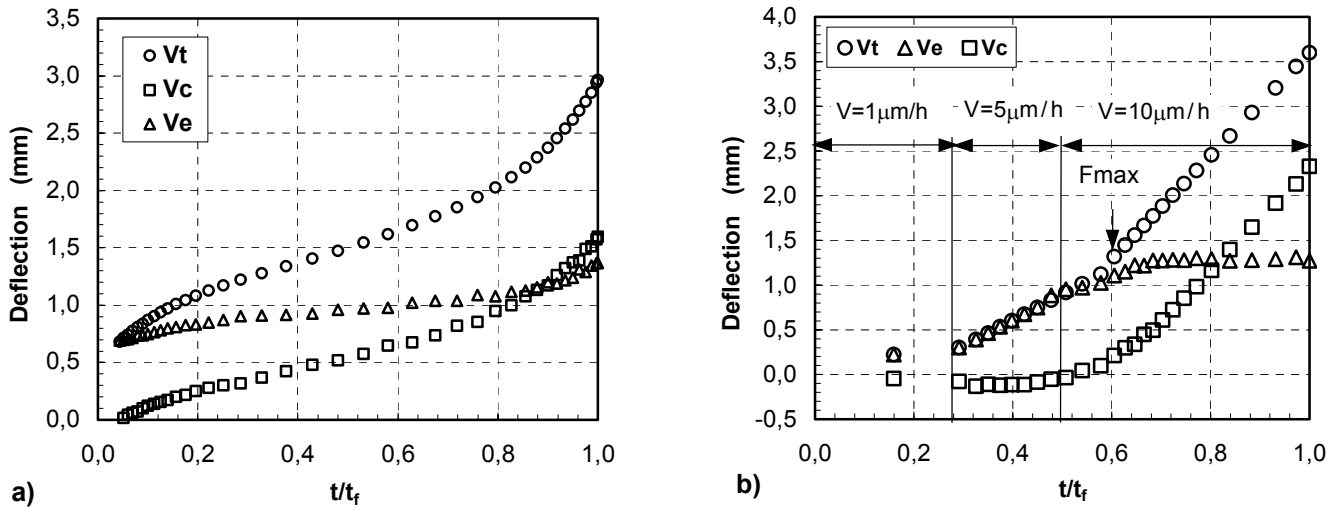 3,5
3,0
2,5
2,0
1,5
1,0
0,5
0,0
Deflection (mm)
Vt
Vc
Ve
0,0 0,2 0,4 0,6 0,8 1,0
t/tf
a)
4,0
3,5
3,0
2,5
2,0
1,5
1,0
0,5
0,0
-0,5
Deflection (mm)
Vt Ve Vc
V=1μm/h V=5μm/h V=10μm/h
Fmax
0,0 0,2 0,4 0,6 0,8 1,0
t/tf
b)